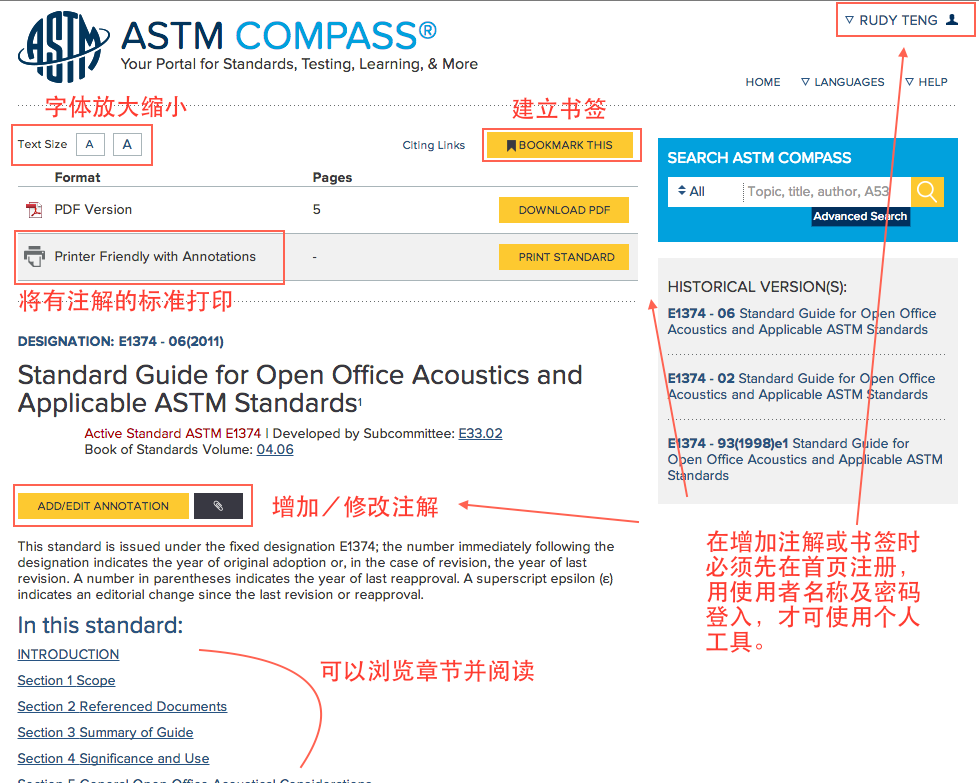 RUDY TENG
ASTM
ASTM COMPASS®
Your Portal for Standards, Testing, Learning, & More
HOME
LANGUAGES
HELP
字体放大缩小
建立书签
Text Size A A
Citing Links
BOOKMARK THIS
Format Pages
PDF Version 5 DOWNLOAD PDF
Printer Friendly with Annotations - PRINT STANDARD
将有注解的标准打印
SEARCH ASTM COMPASS
All Topic, title, author, A53
Advanced Search
HISTORICAL VERSION(S):
E1374 - 06 Standard Guide for Open Office
Acoustics and Applicable ASTM Standards
E1374 - 02 Standard Guide for Open Office
Acoustics and Applicable ASTM Standards
E1374 - 93(1998)e1 Standard Guide for
Open Office Acoustics and Applicable ASTM
Standards
DESIGNATION: E1374 - 06(2011)
Standard Guide for Open Office Acoustics and
Applicable ASTM Standards1
Active Standard ASTM E1374 | Developed by Subcommittee: E33.02
Book of Standards Volume: 04.06
ADD/EDIT ANNOTATION
增加／修改注解
在增加注解或书签时
必须先在首页注册，
用使用者名称及密码
登入，才可使用个人
工具。
This standard is issued under the fixed designation E1374; the number immediately following the
designation indicates the year of original adoption or, in the case of revision, the year of last
revision. A number in parentheses indicates the year of last reapproval. A superscript epsilon (ε)
indicates an editorial change since the last revision or reapproval.
In this standard:
INTRODUCTION
Section 1 Scope
Section 2 Referenced Documents
Section 3 Summary of Guide
Section 4 Significance and Use
Section 5 General Open Office Acoustical Considerations
可以浏览章节并阅读